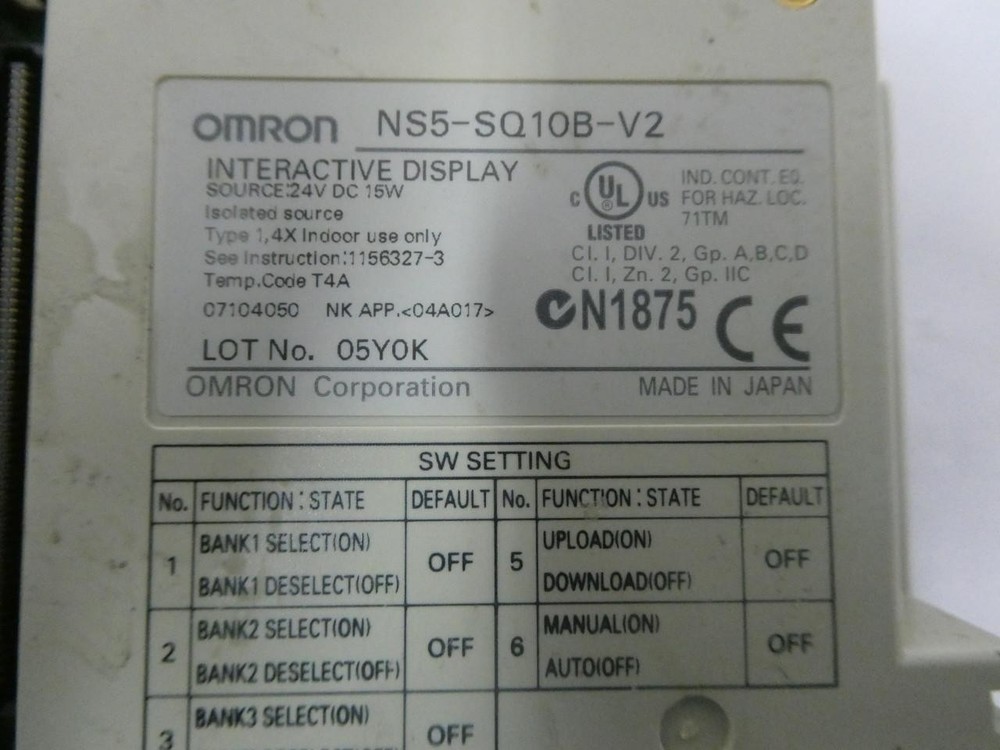 OMRON NS5-SQ10B-V2
INTERACTIVE DISPLAY
SOURCE:24V DC 15W
Isolated source
Type 1,4X Indoor use only
See Instruction:1156327-3
Temp.Code T4A
07104050 NK APP.<04A017>
LOT No. 05Y0K
C UL ® US
LISTED
IND. CONT. EQ.
FOR HAZ. LOC.
71TM
Cl. I, DIV. 2, Gp. A,B,C,D
Cl. I, Zn. 2, Gp. IIC
N1875 CE
OMRON Corporation MADE IN JAPAN
SW SETTING
No. FUNCTION:STATE DEFAULT No. FUNCTION:STATE DEFAULT
1 BANK1 SELECT(ON) OFF 5 UPLOAD(ON) OFF
BANK1 DESELECT(OFF) DOWNLOAD(OFF)
2 BANK2 SELECT(ON) OFF 6 MANUAL(ON) OFF
BANK2 DESELECT(OFF) AUTO(OFF)
3 BANK3 SELECT(ON) OFF